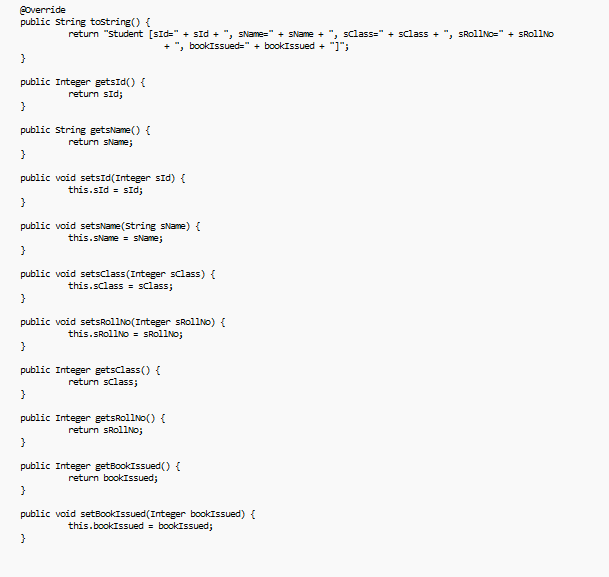 @Override
public String toString() {
return "Student [sId=" + sId + ", sName=" + sName + ", sClass=" + sClass + ", sRollNo=" + sRollNo
+ ", bookIssued=" + bookIssued + "]";
}
public Integer getsId() {
return sId;
}
public String getsName() {
return sName;
}
public void setsId(Integer sId) {
this.sId = sId;
}
public void setsName(String sName) {
this.sName = sName;
}
public void setsClass(Integer sClass) {
this.sClass = sClass;
}
public void setsRollNo(Integer sRollNo) {
this.sRollNo = sRollNo;
}
public Integer getsClass() {
return sClass;
}
public Integer getsRollNo() {
return sRollNo;
}
public Integer getBookIssued() {
return bookIssued;
}
public void setBookIssued(Integer bookIssued) {
this.bookIssued = bookIssued;
}